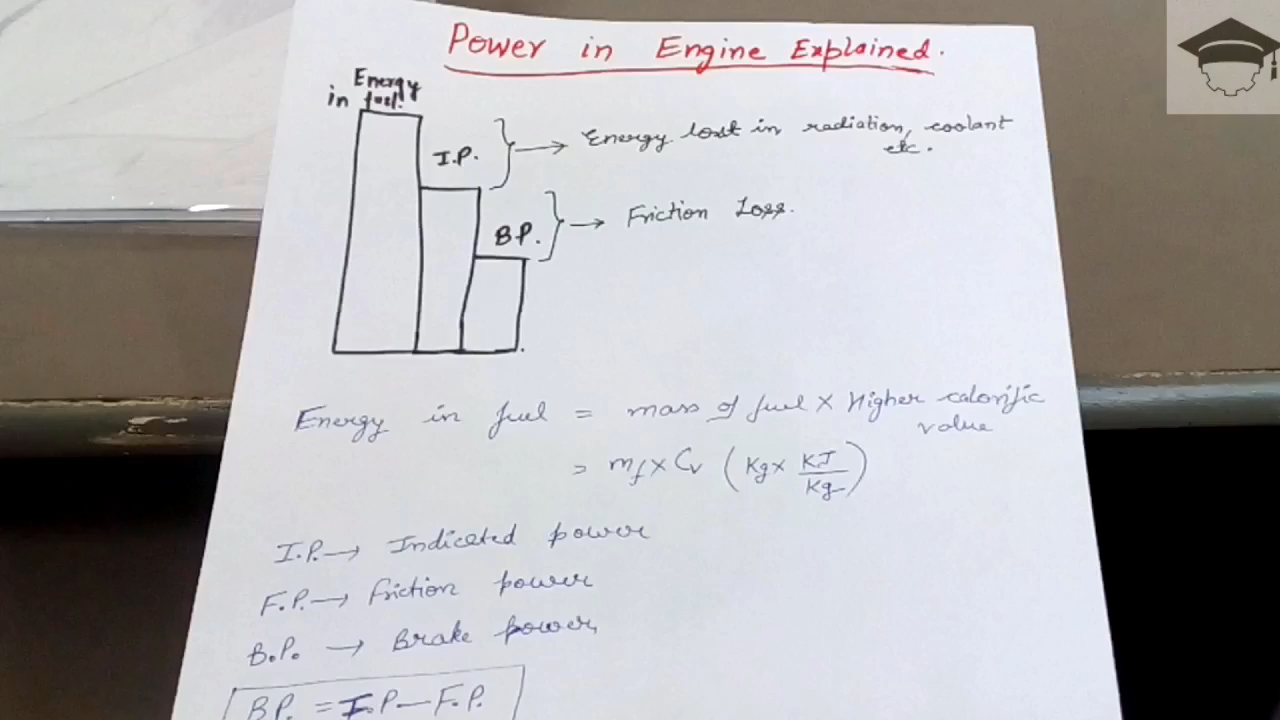 Power in Engine Explained.
Energy
in fuel.
I.P.
Energy lost in radiation, coolant
etc.
B.P.
Friction Loss.
Energy in fuel = mass of fuel × Higher calorific
value
= mf × Cv (Kg × KJ/Kg)
I.P. → Indicated power
F.P. → friction power
B.P. → Brake power,
B.P. = I.P – F.P.